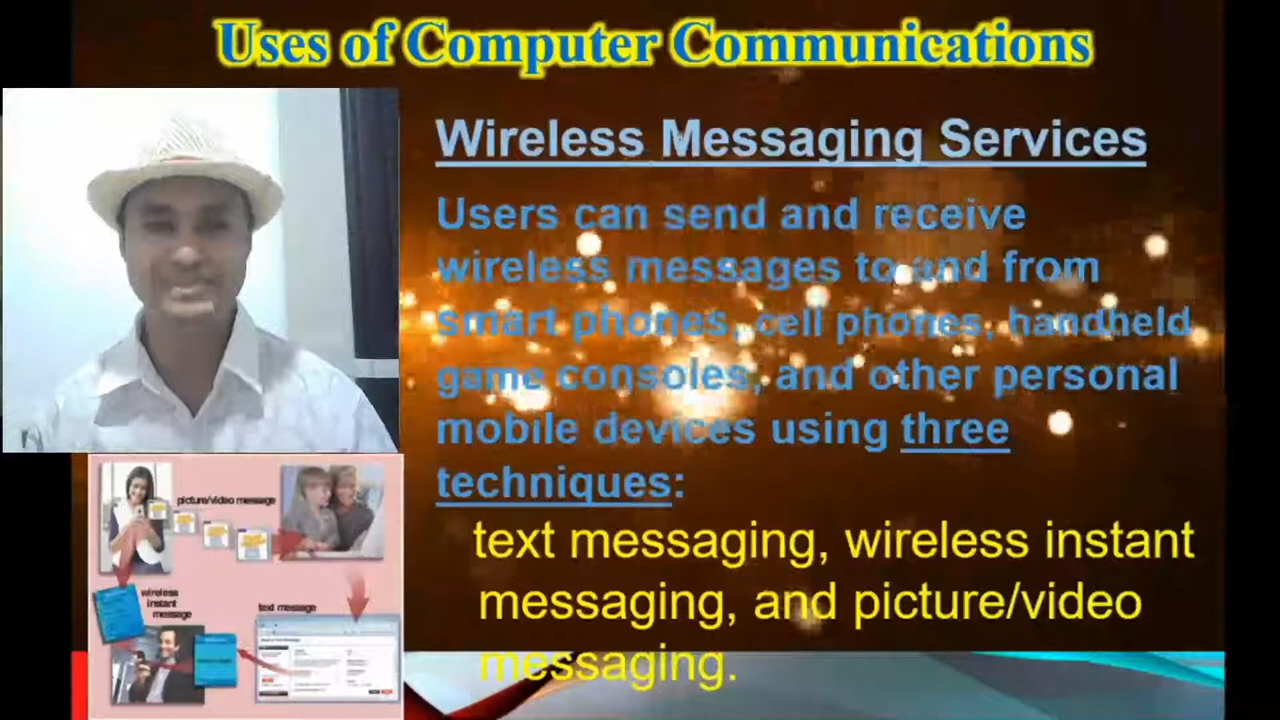 Uses of Computer Communications
Wireless Messaging Services
Users can send and receive
wireless messages to and from
smart phones, cell phones, handheld
game consoles, and other personal
mobile devices using three
techniques:
text messaging, wireless instant
messaging, and picture/video
messaging.
picture/video message
wireless
instant
message
text message